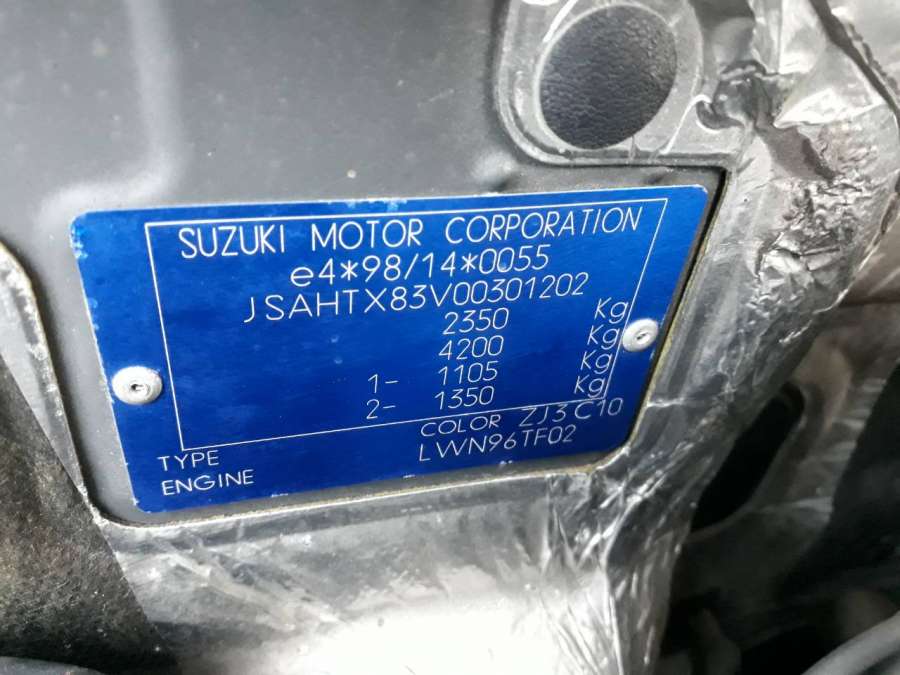 SUZUKI MOTOR CORPORATION
e4*98/14*0055
JSAHTX83V00301202
2350 Kg
4200 Kg
1- 1105 Kg
2- 1350 Kg
TYPE COLOR ZJ3 C10
ENGINE LWN96TF02